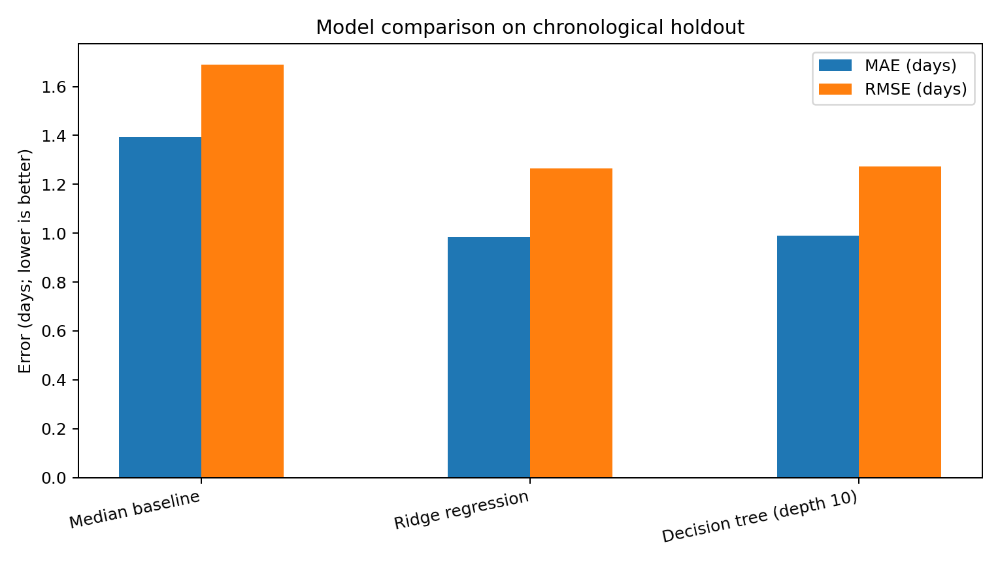 Model comparison on chronological holdout
MAE (days)
RMSE (days)
Error (days; lower is better)
1.6
1.4
1.2
1.0
0.8
0.6
0.4
0.2
0.0
Median baseline
Ridge regression
Decision tree (depth 10)